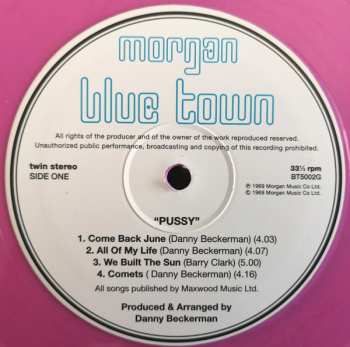 morgan
blue town
All rights of the producer and of the owner of the work reproduced reserved.
Unauthorized public performance, broadcasting and copying of this recording prohibited.
twin stereo
SIDE ONE
33⅓ rpm
BT5002G
℗ 1969 Morgan Music Co Ltd.
© 1969 Morgan Music Co Ltd.
"PUSSY"
1. Come Back June (Danny Beckerman) (4.03)
2. All Of My Life (Danny Beckerman) (4.07)
3. We Built The Sun (Barry Clark) (5.00)
4. Comets ( Danny Beckerman) (4.16)
All songs published by Maxwood Music Ltd.
Produced & Arranged by
Danny Beckerman